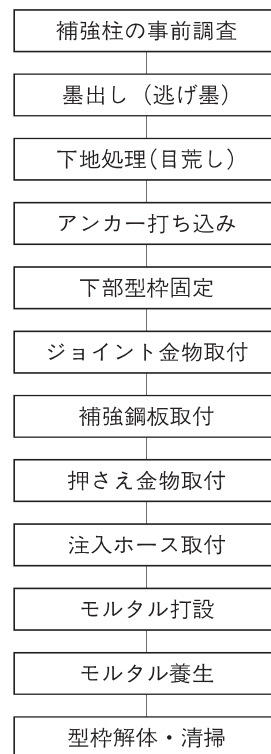 補強柱の事前調査
墨出し（逃げ墨）
下地処理(目荒し)
アンカー打ち込み
下部型枠固定
ジョイント金物取付
補強鋼板取付
押さえ金物取付
注入ホース取付
モルタル打設
モルタル養生
型枠解体・清掃